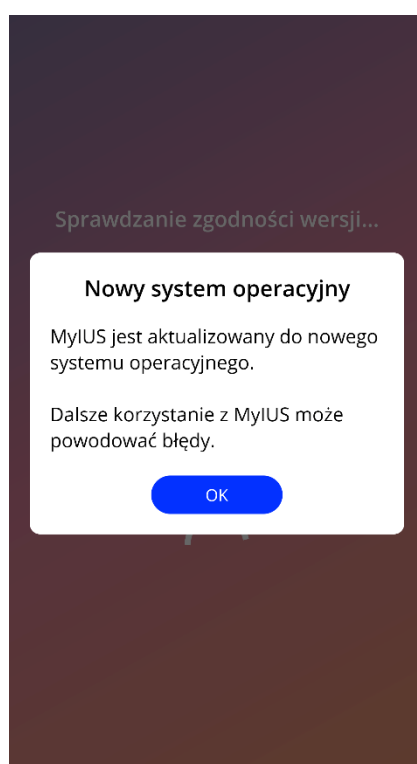 Sprawdzanie zgodności wersji...
Nowy system operacyjny
MyIUS jest aktualizowany do nowego
systemu operacyjnego.
Dalsze korzystanie z MyIUS może
powodować błędy.
OK